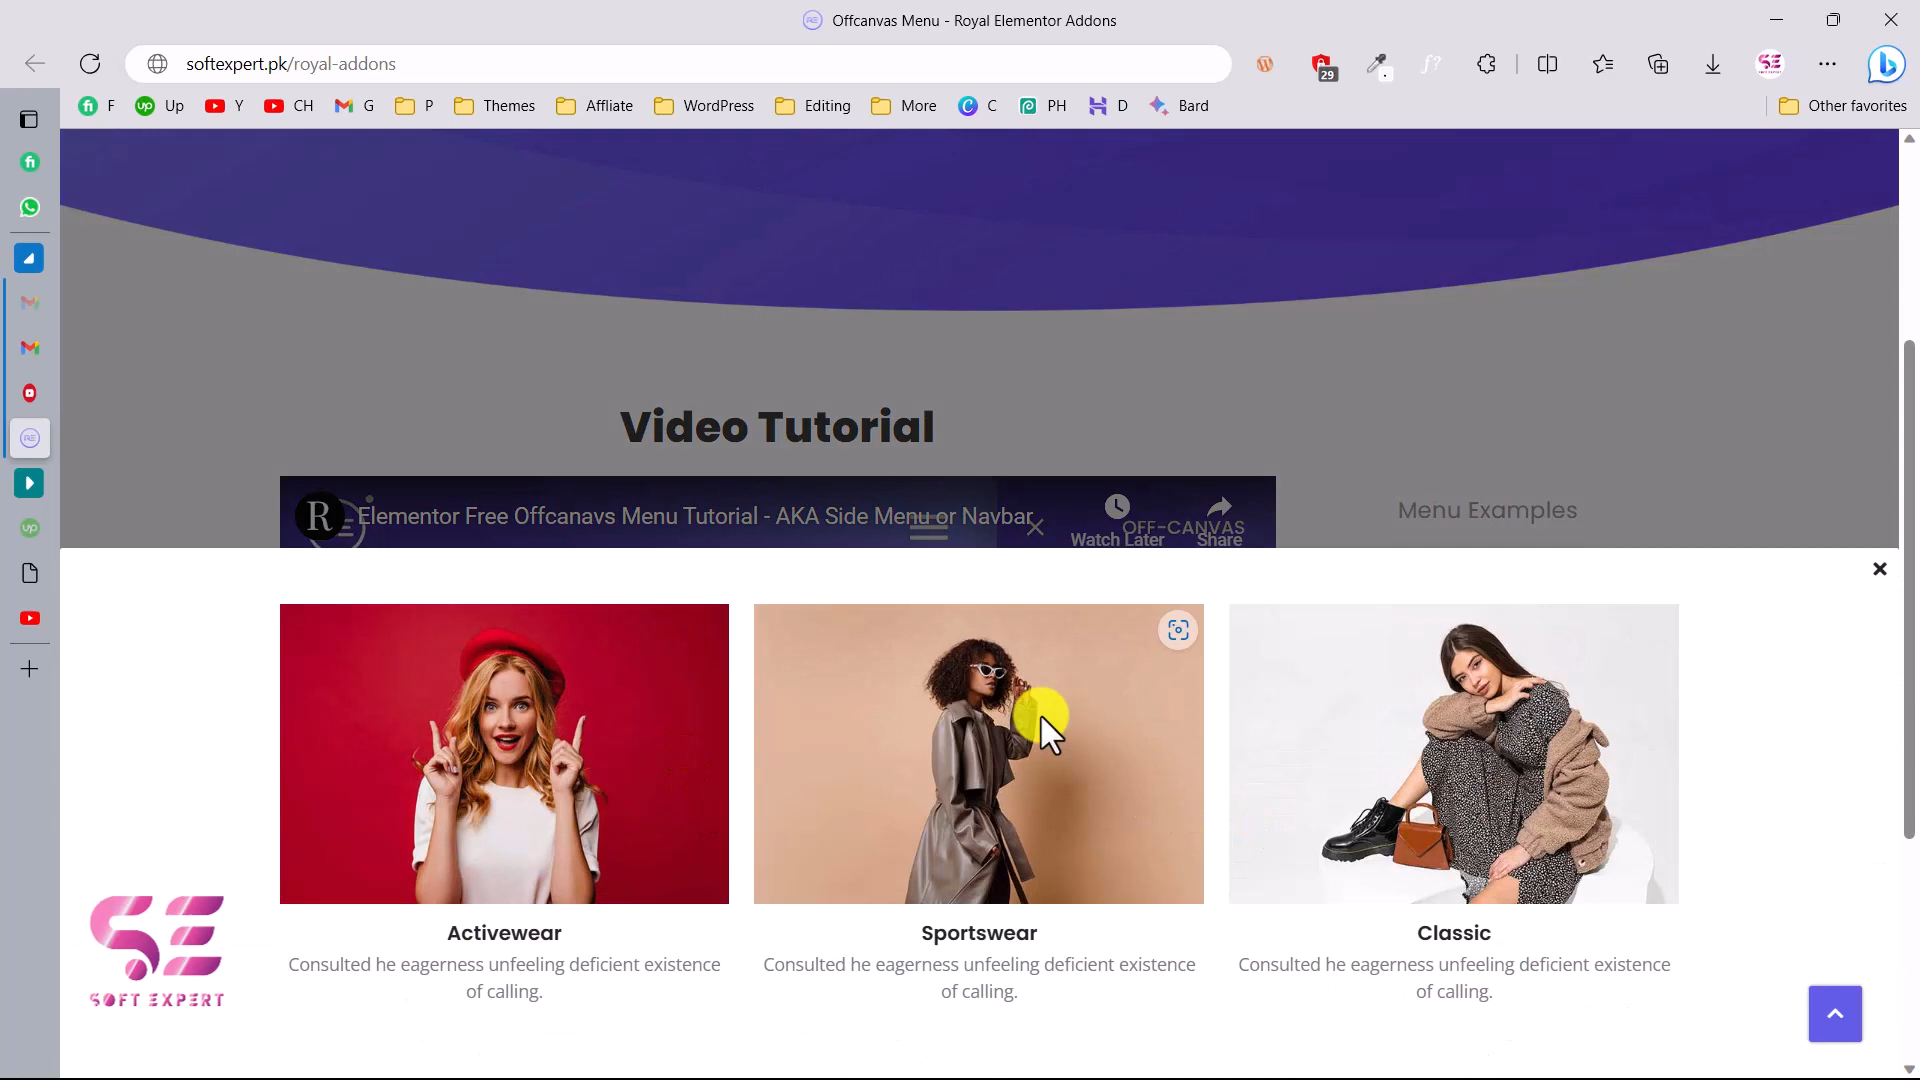 Offcanvas Menu - Royal Elementor Addons
softexpert.pk/royal-addons
29
F Up Y CH G P Themes Affliate WordPress Editing More C PH D Bard Other favorites
Video Tutorial
R Elementor Free Offcanavs Menu Tutorial - AKA Side Menu or Navbar
OFF-CANVAS
Watch Later Share
Menu Examples
Activewear
Consulted he eagerness unfeeling deficient existence
of calling.
Sportswear
Consulted he eagerness unfeeling deficient existence
of calling.
Classic
Consulted he eagerness unfeeling deficient existence
of calling.
SE
SOFT EXPERT